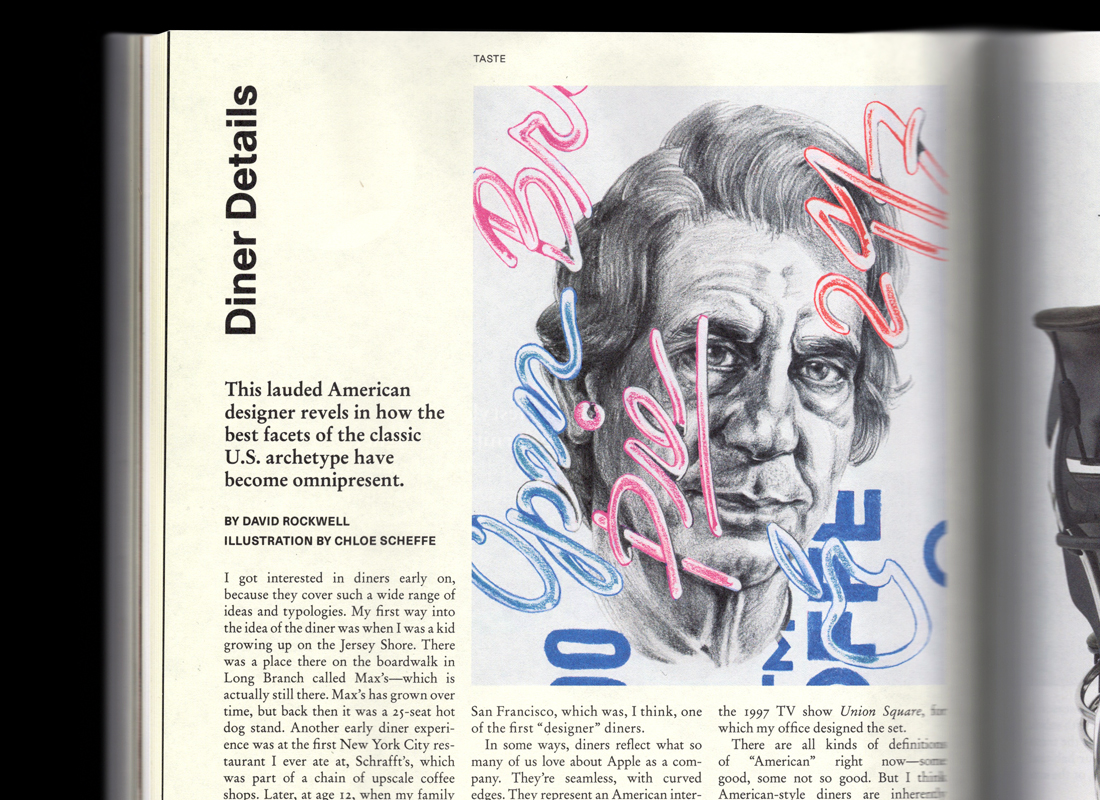 TASTE
Diner Details
This lauded American
designer revels in how the
best facets of the classic
U.S. archetype have
become omnipresent.
BY DAVID ROCKWELL
ILLUSTRATION BY CHLOE SCHEFFE
I got interested in diners early on,
because they cover such a wide range of
ideas and typologies. My first way into
the idea of the diner was when I was a kid
growing up on the Jersey Shore. There
was a place there on the boardwalk in
Long Branch called Max's—which is
actually still there. Max's has grown over
time, but back then it was a 25-seat hot
dog stand. Another early diner experi-
ence was at the first New York City res-
taurant I ever ate at, Schrafft's, which
was part of a chain of upscale coffee
shops. Later, at age 12, when my family
Open
Pie!
24
San Francisco, which was, I think, one
of the first “designer” diners.
In some ways, diners reflect what so
many of us love about Apple as a com-
pany. They're seamless, with curved
edges. They represent an American inter-
the 1997 TV show Union Square, for
which my office designed the set.
There are all kinds of definitions
of “American” right now—some
good, some not so good. But I think
American-style diners are inherently